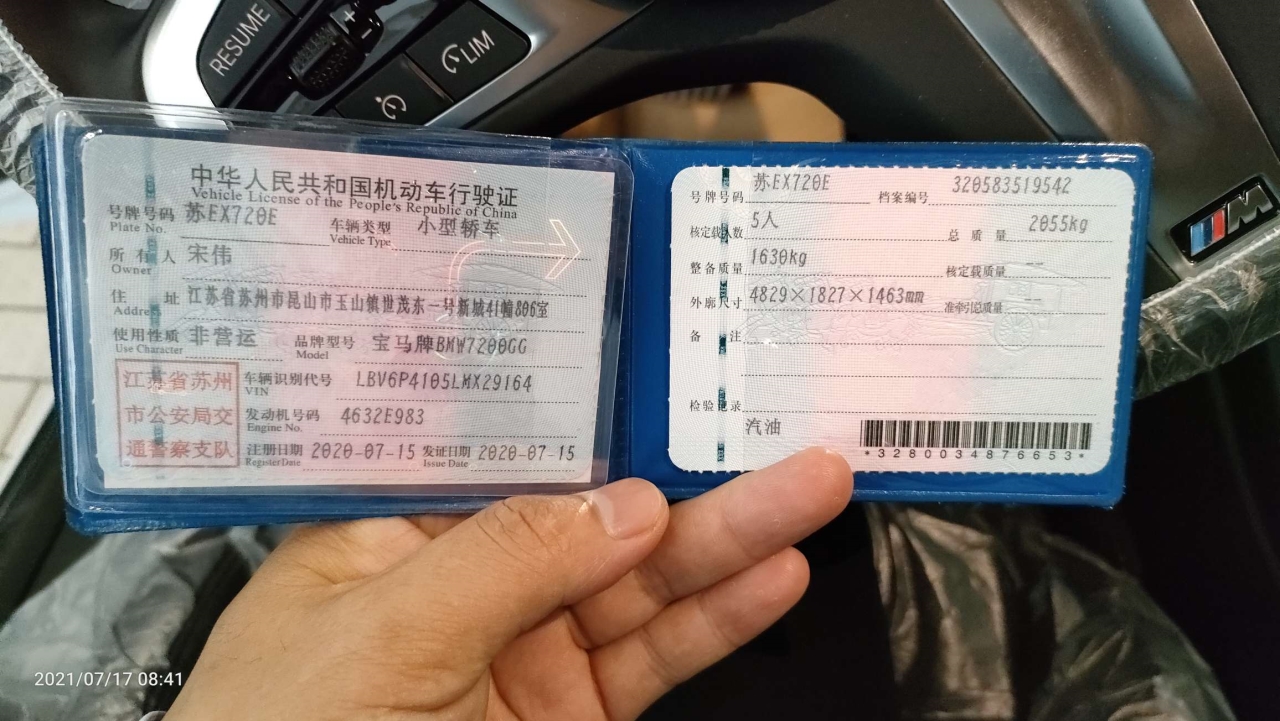 RESUME
+
-
LIM
中华人民共和国机动车行驶证
Vehicle License of the People's Republic of China
号牌号码 苏EX720E 车辆类型 小型轿车
Plate No. Vehicle Type
所有人 宋伟
Owner
住址 江苏省苏州市昆山市玉山镇世茂东一号新城41幢806室
Address
使用性质 非营运 品牌型号 宝马牌BMW7200GG
Use Character Model
江苏省苏州
市公安局交
通警察支队
车辆识别代号 LBV6P4105LMX29164
VIN
发动机号码 4632E983
Engine No.
注册日期 2020-07-15 发证日期 2020-07-15
Register Date Issue Date
号牌号码 苏EX720E 档案编号 320583519542
核定载人数 5人 总质量 2055kg
整备质量 1630kg 核定载质量 --
外廓尺寸 4829×1827×1463mm 准牵引总质量 --
备注
检验记录
汽油
*3280034876653*
M
2021/07/17 08:41